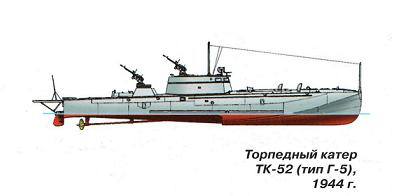 Торпедный катер
ТК-52 (тип Г-5),
1944 г.